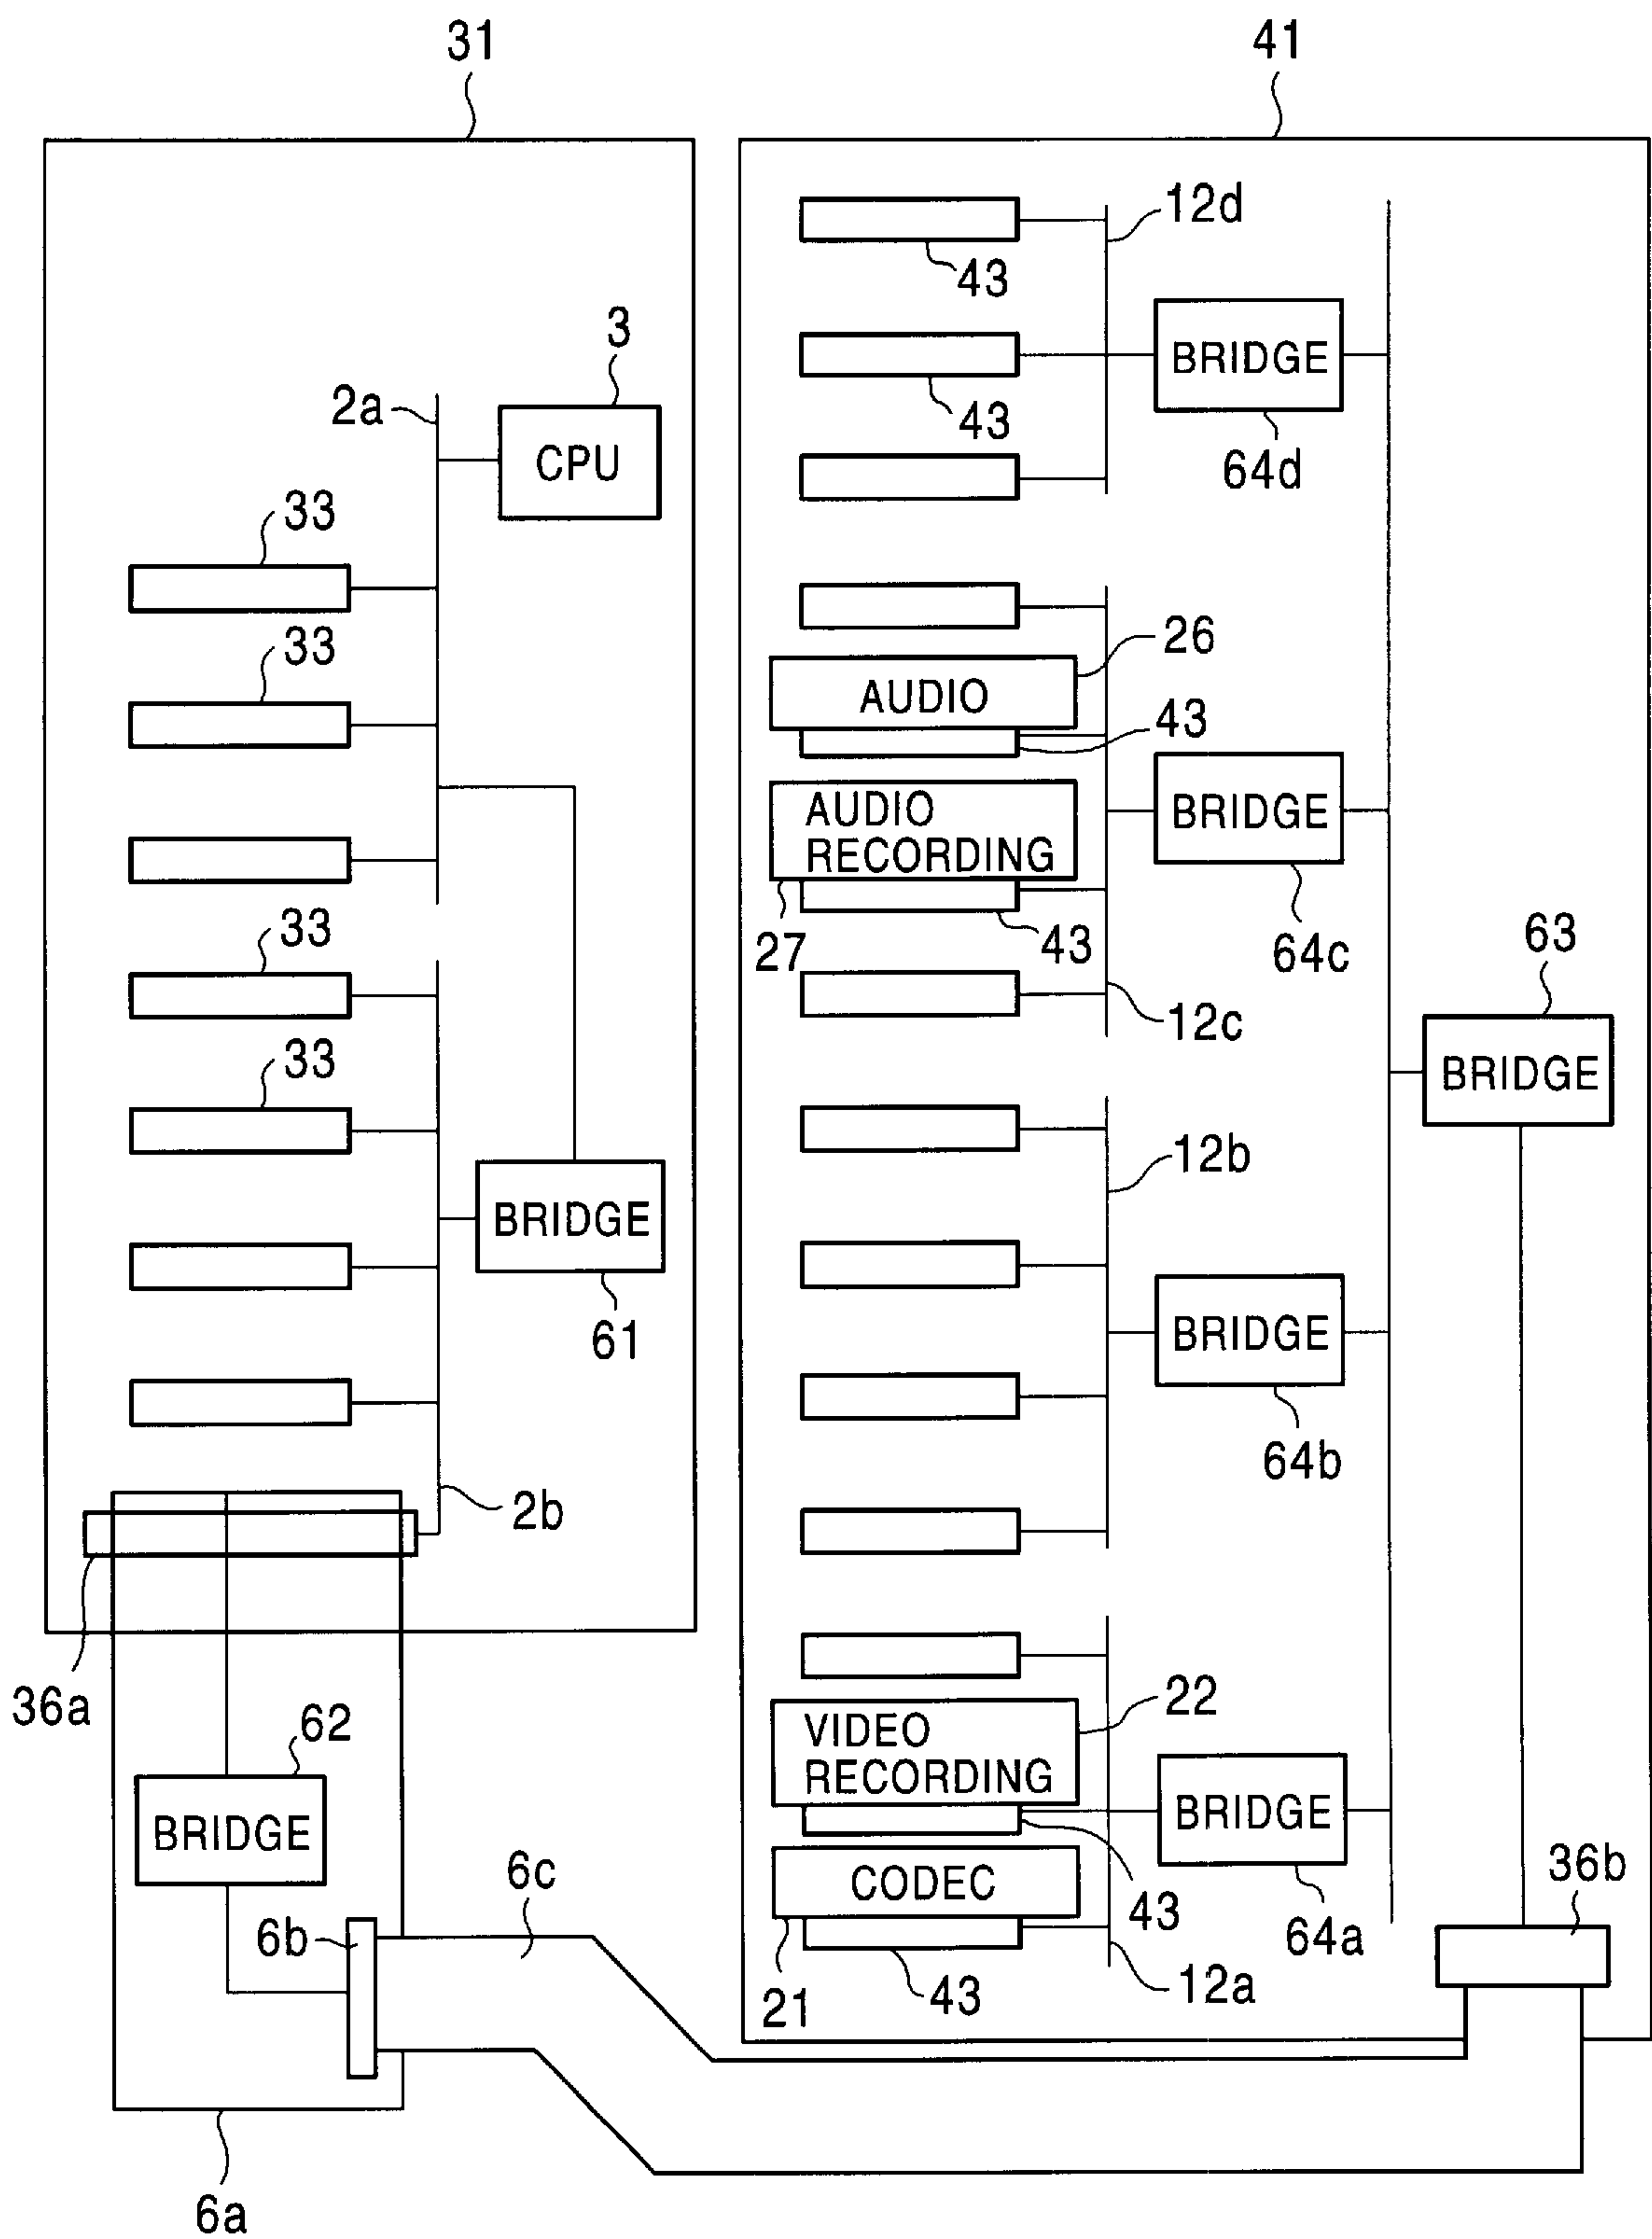 31
41
12d
43
3
BRIDGE
2a
43
CPU
64d
33
26
33
AUDIO
43
AUDIO
RECORDING
BRIDGE
33
27
43
64c
63
12c
33
BRIDGE
12b
BRIDGE
61
BRIDGE
64b
2b
36a
22
62
VIDEO
RECORDING
BRIDGE
BRIDGE
6c
CODEC
36b
6b
43
64a
21
43
12a
6a